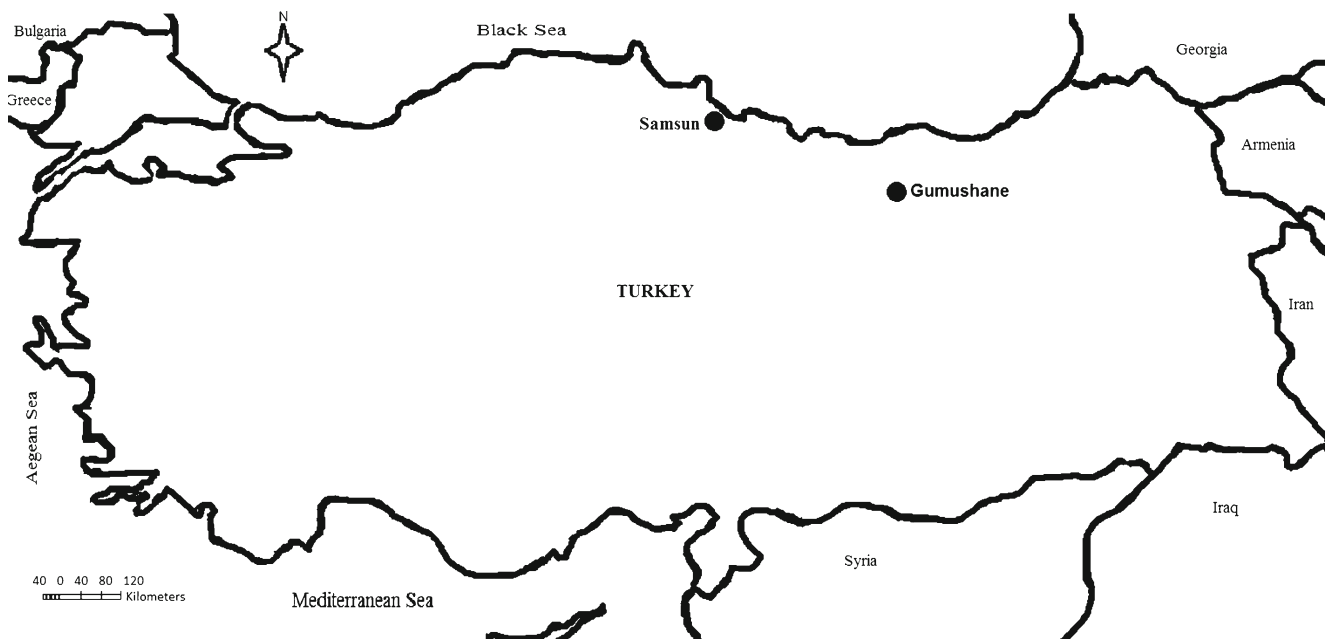 N
Bulgaria
Black Sea
Georgia
Greece
Samsun
Armenia
Gumushane
TURKEY
Iran
Aegean Sea
Iraq
Syria
40 0 40 80 120
Kilometers
Mediterranean Sea